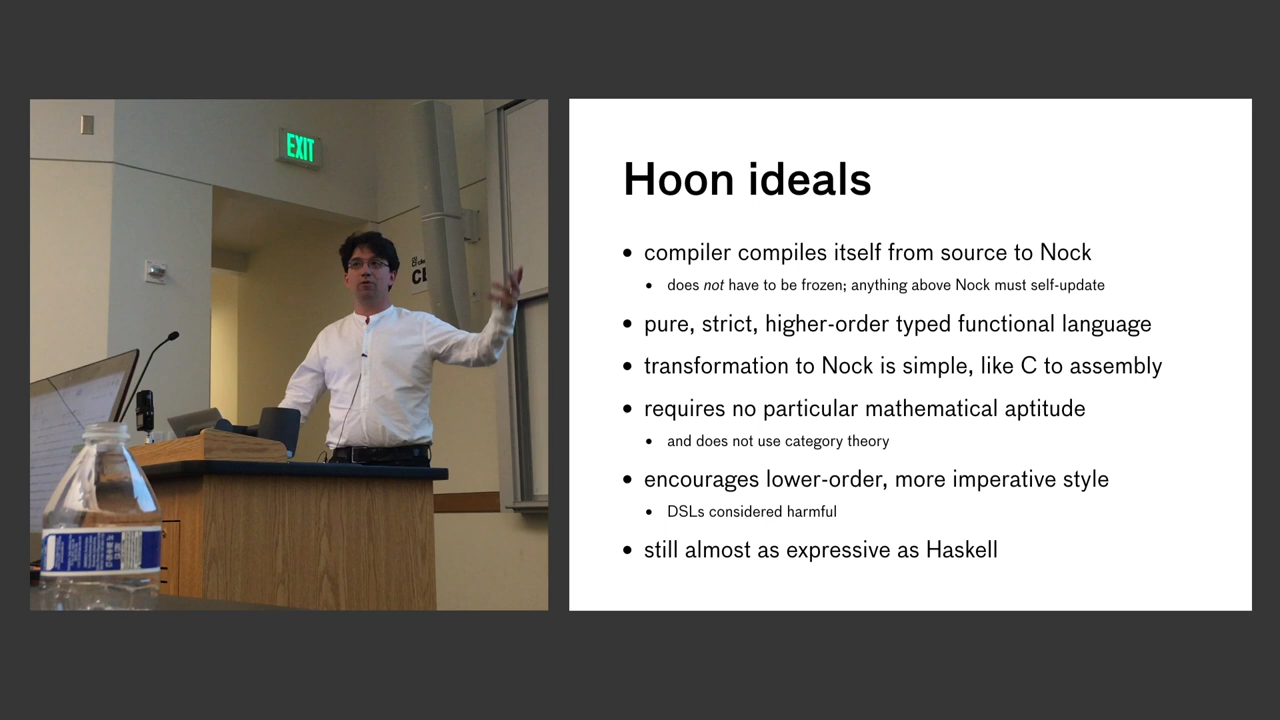 EXIT
Hoon ideals
• compiler compiles itself from source to Nock
• does not have to be frozen; anything above Nock must self-update
• pure, strict, higher-order typed functional language
• transformation to Nock is simple, like C to assembly
• requires no particular mathematical aptitude
• and does not use category theory
• encourages lower-order, more imperative style
• DSLs considered harmful
• still almost as expressive as Haskell